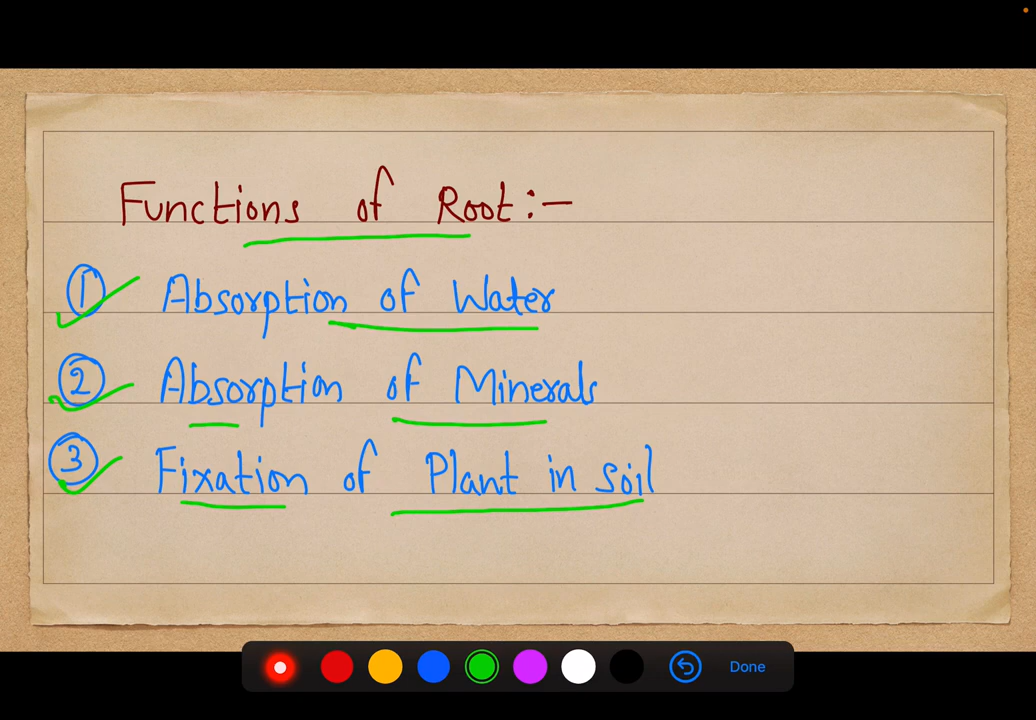 Functions of Root:-
① Absorption of Water
② Absorption of Minerals
③ Fixation of Plant in soil
Done